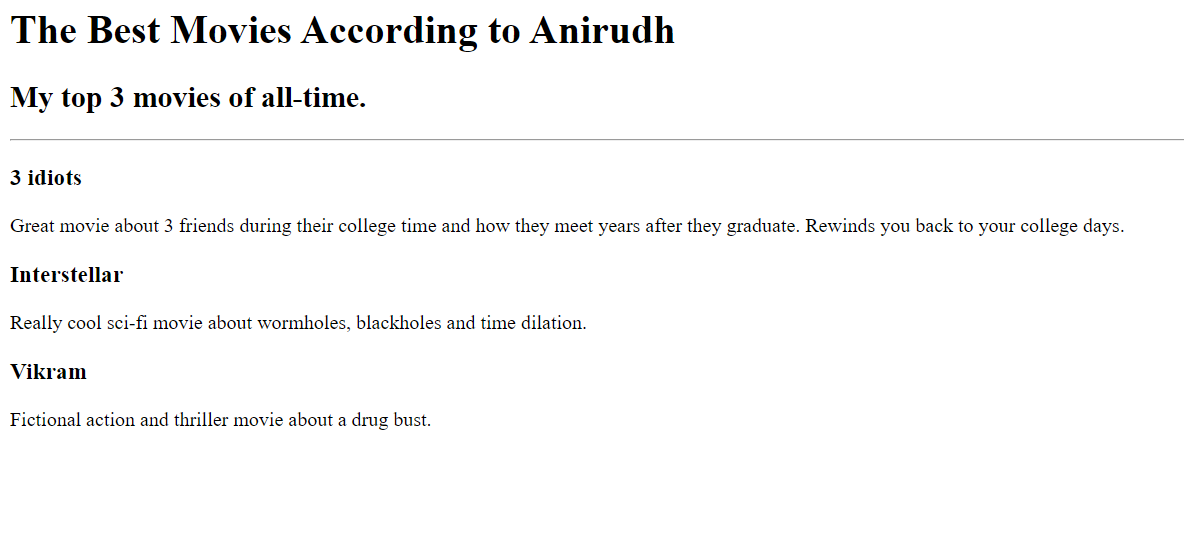 The Best Movies According to Anirudh
My top 3 movies of all-time.
3 idiots
Great movie about 3 friends during their college time and how they meet years after they graduate. Rewinds you back to your college days.
Interstellar
Really cool sci-fi movie about wormholes, blackholes and time dilation.
Vikram
Fictional action and thriller movie about a drug bust.